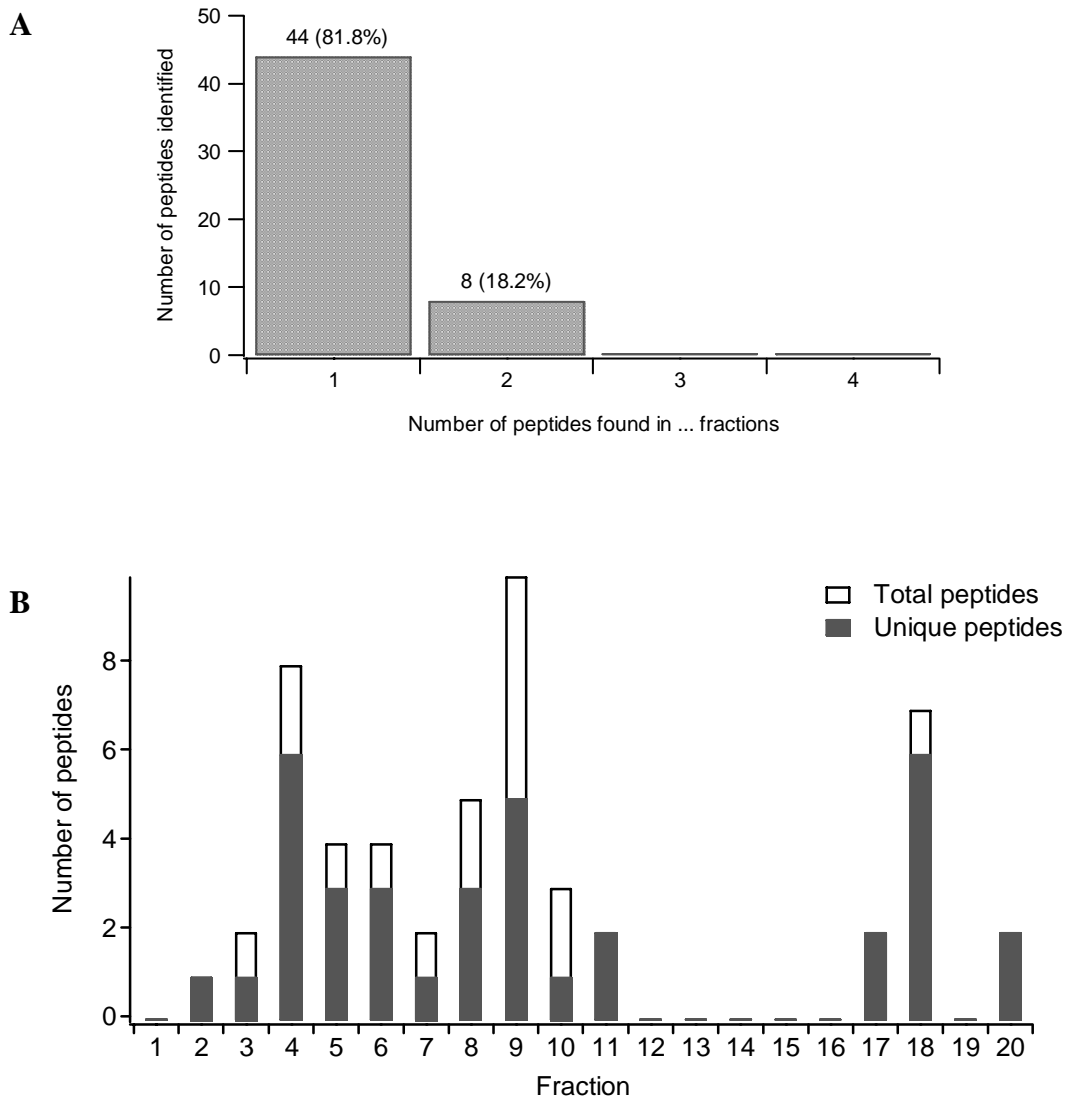 A
50
40
30
20
10
0
Number of peptides identified
44 (81.8%)
8 (18.2%)
1 2 3 4
Number of peptides found in ... fractions
B
Total peptides
Unique peptides
8
6
4
2
0
Number of peptides
1 2 3 4 5 6 7 8 9 10 11 12 13 14 15 16 17 18 19 20
Fraction